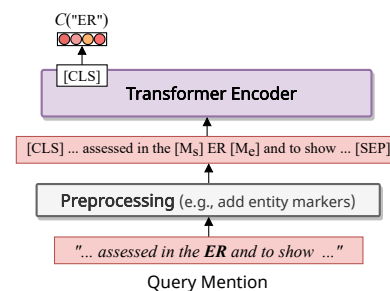 C("ER")
[CLS]
Transformer Encoder
[CLS] ... assessed in the [Ms] ER [Me] and to show ... [SEP]
Preprocessing (e.g., add entity markers)
"... assessed in the ER and to show ..."
Query Mention